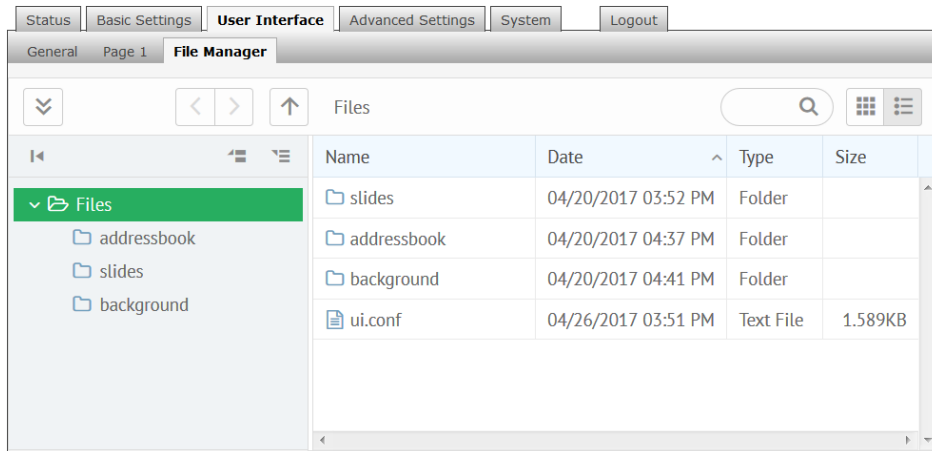 Status Basic Settings User Interface Advanced Settings System Logout
General Page 1 File Manager
Files
Name Date Type Size
Files
addressbook
slides
background
slides 04/20/2017 03:52 PM Folder
addressbook 04/20/2017 04:37 PM Folder
background 04/20/2017 04:41 PM Folder
ui.conf 04/26/2017 03:51 PM Text File 1.589KB